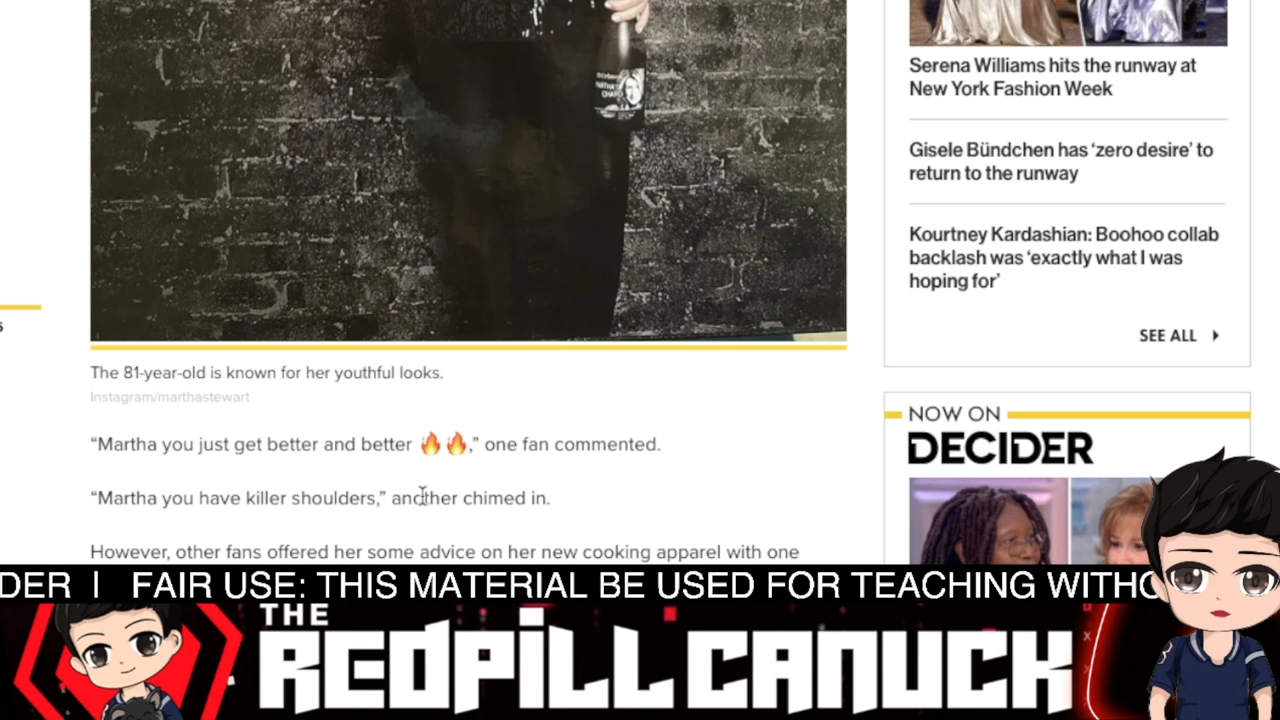 Serena Williams hits the runway at
New York Fashion Week
Gisele Bündchen has ‘zero desire’ to
return to the runway
Kourtney Kardashian: Boohoo collab
backlash was ‘exactly what I was
hoping for’
SEE ALL
The 81-year-old is known for her youthful looks.
Instagram/marthastewart
“Martha you just get better and better 🔥🔥,” one fan commented.
“Martha you have killer shoulders,” another chimed in.
However, other fans offered her some advice on her new cooking apparel with one
NOW ON
DECIDER
DER | FAIR USE: THIS MATERIAL BE USED FOR TEACHING WITHO
THE
REDPILL CANUCK